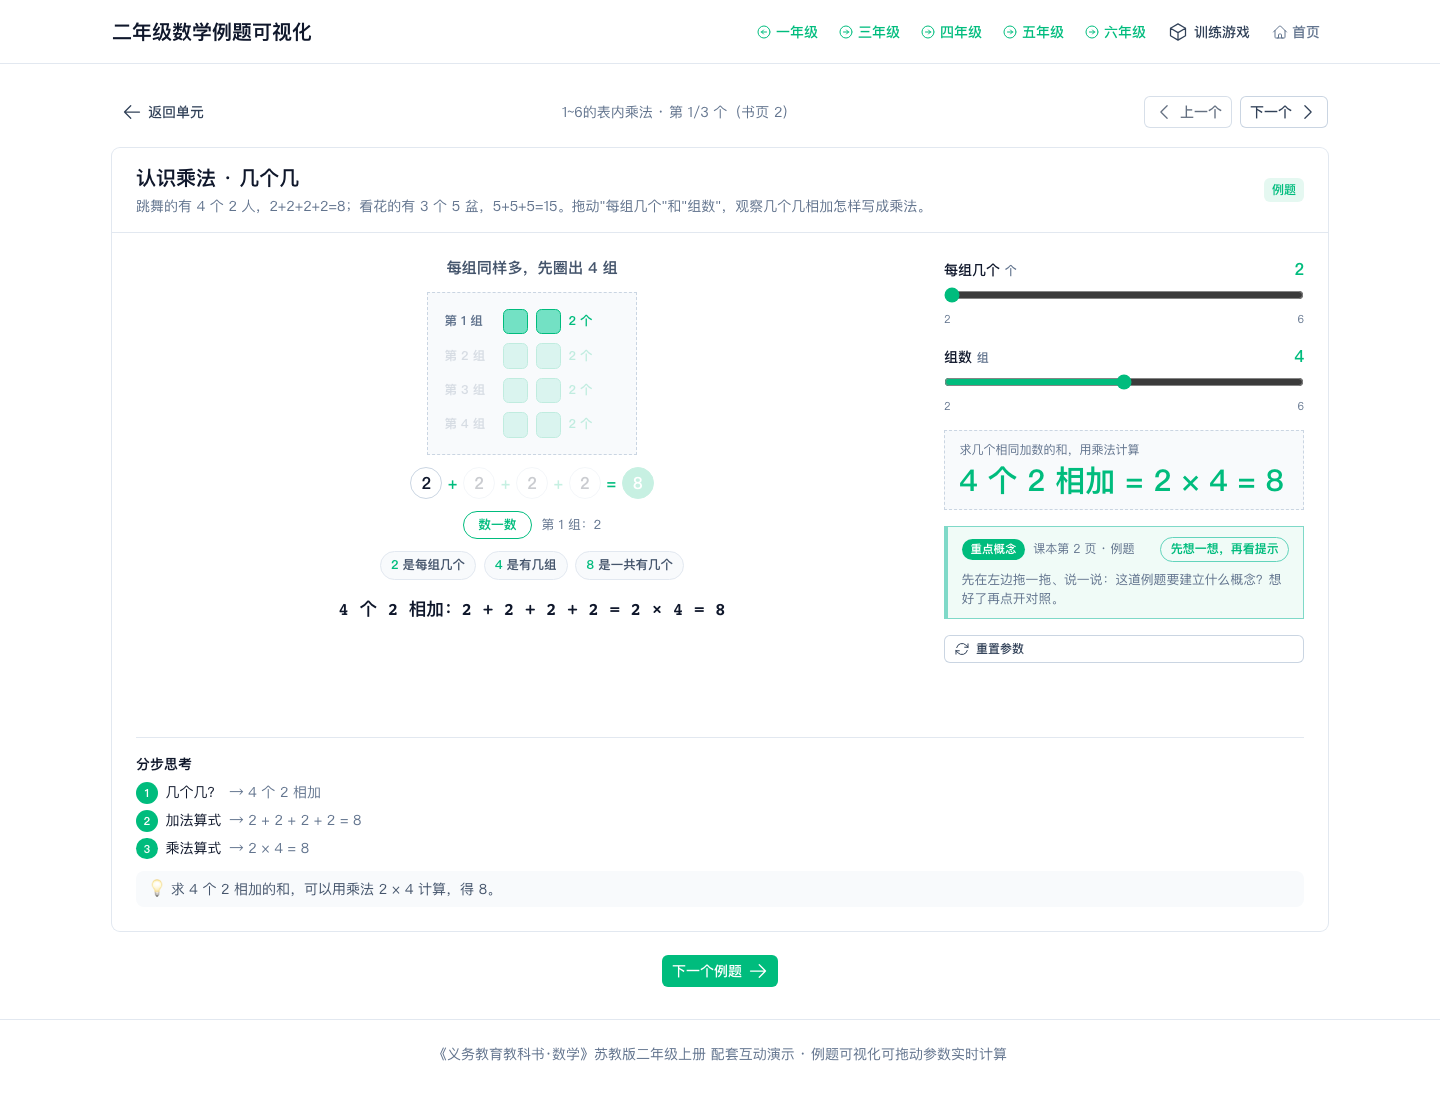 二年级数学例题可视化
一年级 三年级 四年级 五年级 六年级 训练游戏 首页
返回单元
1~6的表内乘法 · 第 1/3 个（书页 2）
上一个 下一个
认识乘法 · 几个几
例题
跳舞的有 4 个 2 人，2+2+2+2=8；看花的有 3 个 5 盆，5+5+5=15。拖动"每组几个"和"组数"，观察几个几相加怎样写成乘法。
每组同样多，先圈出 4 组
第 1 组 2 个
第 2 组 2 个
第 3 组 2 个
第 4 组 2 个
2 + 2 + 2 + 2 = 8
数一数 第 1 组：2
2 是每组几个 4 是有几组 8 是一共有几个
4 个 2 相加：2 + 2 + 2 + 2 = 2 × 4 = 8
每组几个 个 2
2 6
组数 组 4
2 6
求几个相同加数的和，用乘法计算
4 个 2 相加 = 2 × 4 = 8
重点概念 课本第 2 页 · 例题 先想一想，再看提示
先在左边拖一拖、说一说：这道例题要建立什么概念？想
好了再点开对照。
重置参数
分步思考
1 几个几？ → 4 个 2 相加
2 加法算式 → 2 + 2 + 2 + 2 = 8
3 乘法算式 → 2 × 4 = 8
求 4 个 2 相加的和，可以用乘法 2 × 4 计算，得 8。
下一个例题 →
《义务教育教科书·数学》苏教版二年级上册 配套互动演示 · 例题可视化可拖动参数实时计算